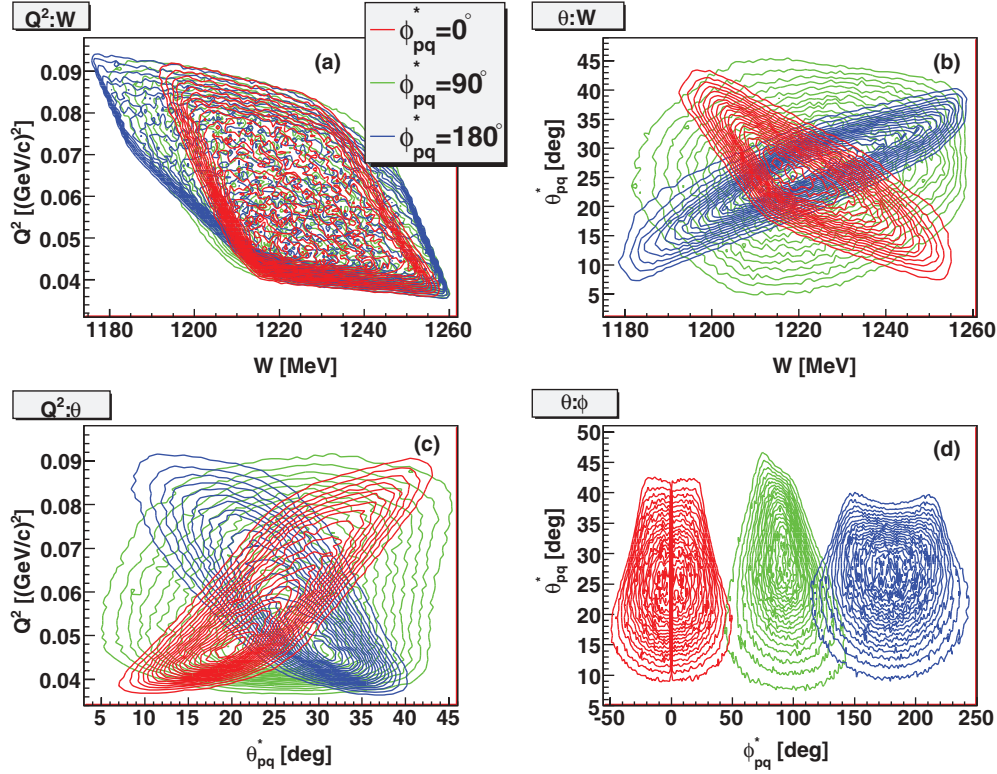 Q²:W
θ:W
ϕ*pq=0°
ϕ*pq=90°
ϕ*pq=180°
(a)
(b)
0.09
0.08
0.07
0.06
0.05
0.04
Q² [(GeV/c)²]
1180 1200 1220 1240 1260
W [MeV]
50
45
40
35
30
25
20
15
10
5
θ*pq [deg]
1180 1200 1220 1240 1260
W [MeV]
Q²:θ
θ:ϕ
(c)
(d)
0.09
0.08
0.07
0.06
0.05
0.04
Q² [(GeV/c)²]
5 10 15 20 25 30 35 40 45
θ*pq [deg]
50
45
40
35
30
25
20
15
10
5
θ*pq [deg]
-50 0 50 100 150 200 250
ϕ*pq [deg]